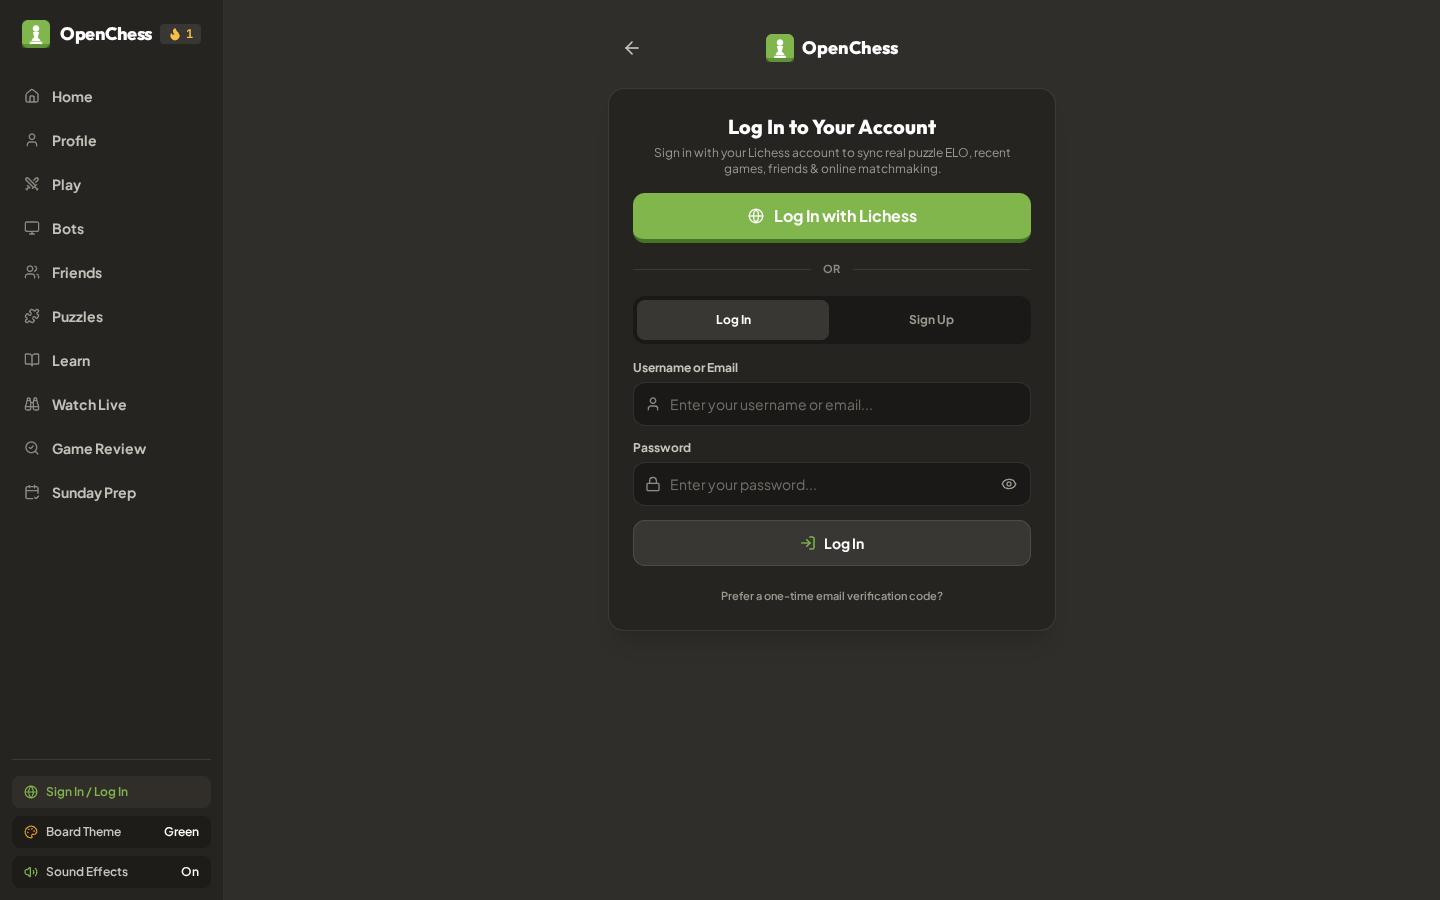 OpenChess 1
Home
Profile
Play
Bots
Friends
Puzzles
Learn
Watch Live
Game Review
Sunday Prep
Sign In / Log In
Board Theme Green
Sound Effects On
OpenChess
Log In to Your Account
Sign in with your Lichess account to sync real puzzle ELO, recent
games, friends & online matchmaking.
Log In with Lichess
OR
Log In Sign Up
Username or Email
Enter your username or email...
Password
Enter your password...
Log In
Prefer a one-time email verification code?